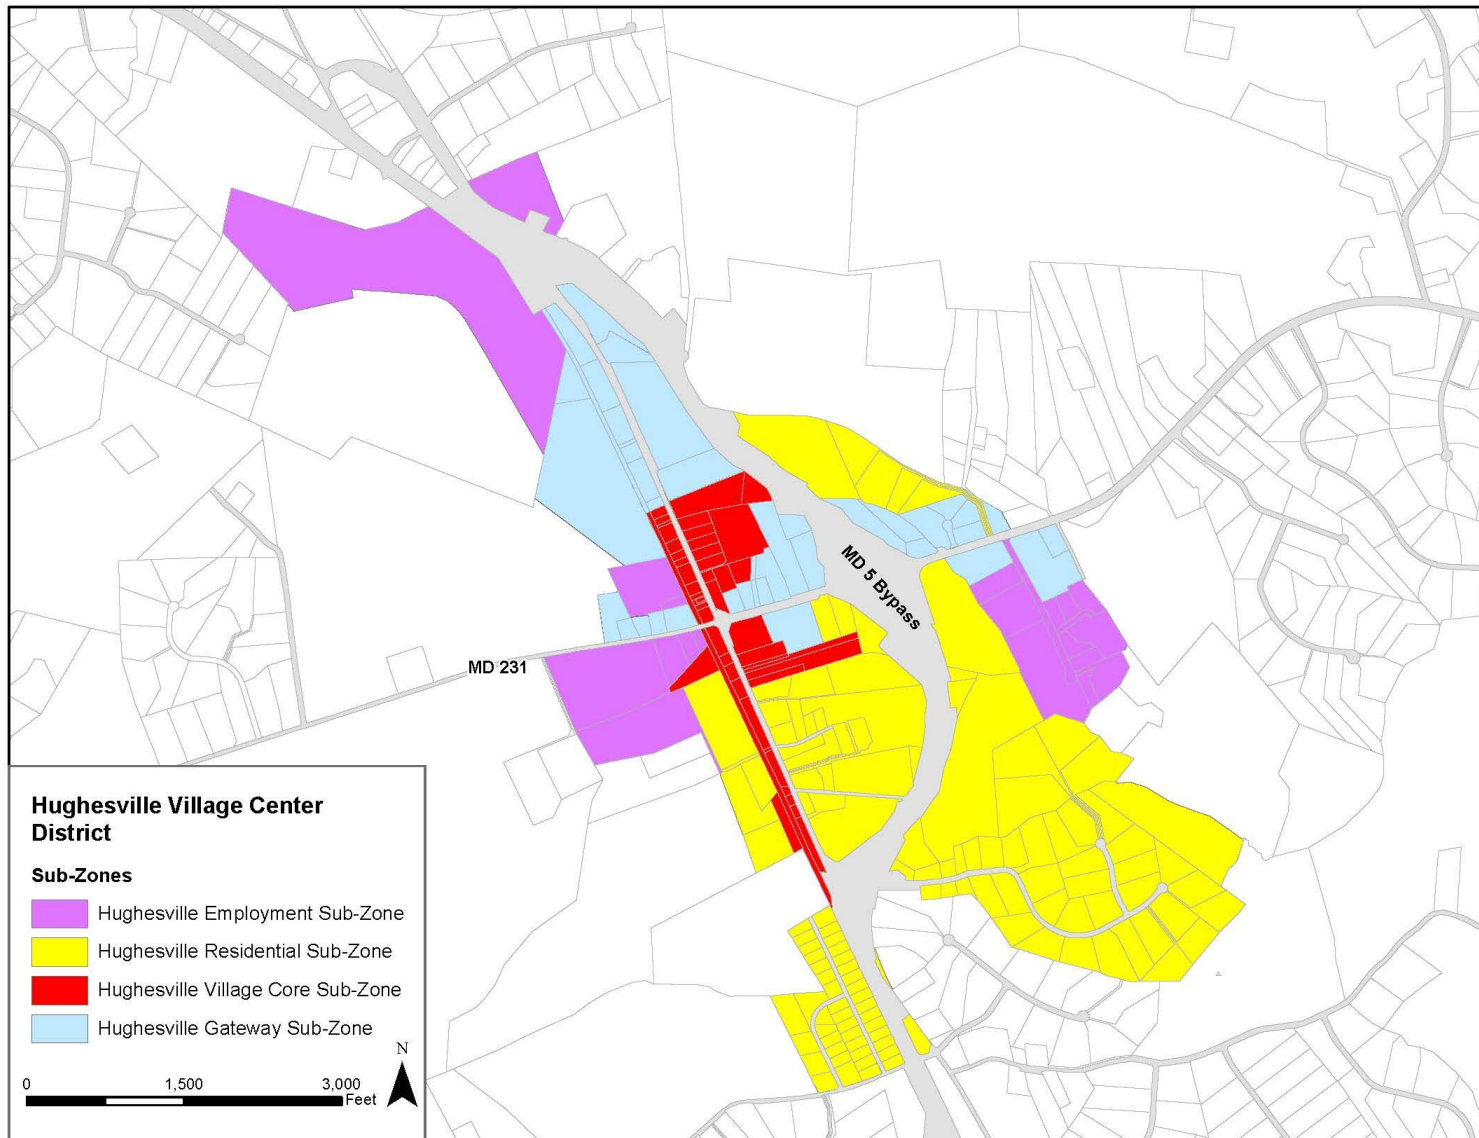 MD 5 Bypass
MD 231
Hughesville Village Center
District
Sub-Zones
Hughesville Employment Sub-Zone
Hughesville Residential Sub-Zone
Hughesville Village Core Sub-Zone
Hughesville Gateway Sub-Zone
N
0 1,500 3,000
Feet